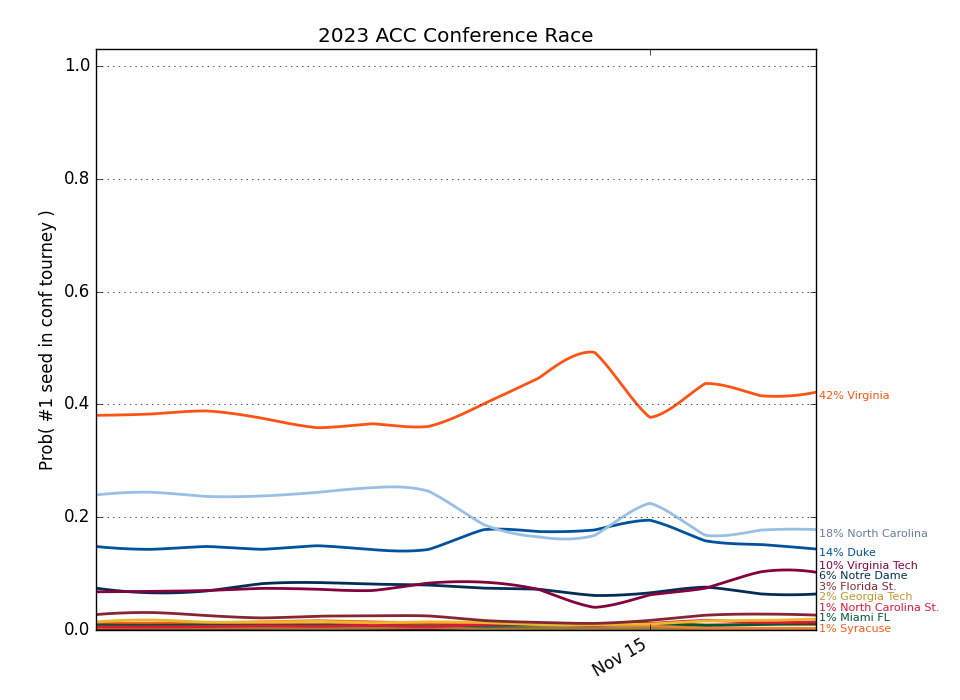 2023 ACC Conference Race
Prob( #1 seed in conf tourney )
1.0
0.8
0.6
0.4
0.2
0.0
Nov 15
42% Virginia
18% North Carolina
14% Duke
10% Virginia Tech
6% Notre Dame
3% Florida St.
2% Georgia Tech
1% North Carolina St.
1% Miami FL
1% Syracuse